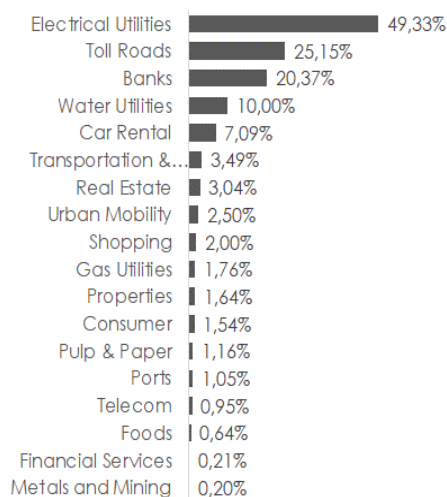 Electrical Utilities 49,33%
Toll Roads 25,15%
Banks 20,37%
Water Utilities 10,00%
Car Rental 7,09%
Transportation &... 3,49%
Real Estate 3,04%
Urban Mobility 2,50%
Shopping 2,00%
Gas Utilities 1,76%
Properties 1,64%
Consumer 1,54%
Pulp & Paper 1,16%
Ports 1,05%
Telecom 0,95%
Foods 0,64%
Financial Services 0,21%
Metals and Mining 0,20%